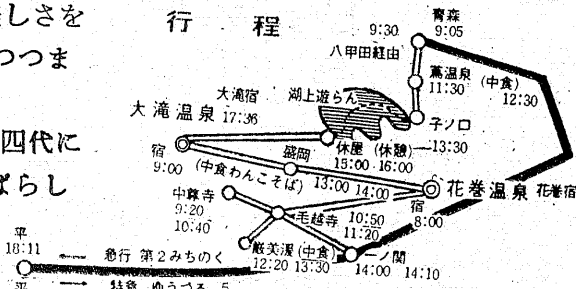 しさを
つつま
四代に
ばらし
行程
青森
9:30 9:05
八甲田経由
蔦温泉 (中食)
11:30
12:30
大滝宿 湖上遊らん
大滝温泉 17:36
子ノ口
13:30
休屋 (休憩)
15:00 16:00
宿
9:00
盛岡
(中食わんこそば) 13:00 14:00
花巻温泉 花巻宿
宿
8:00
中尊寺
9:20
10:40
毛越寺 10:50
11:20
厳美渓 (中食)
12:20 13:30
一ノ関
14:00 14:10
平
18:11
← 急行 第2みちのく
平 → 特急 ゆうづる 5